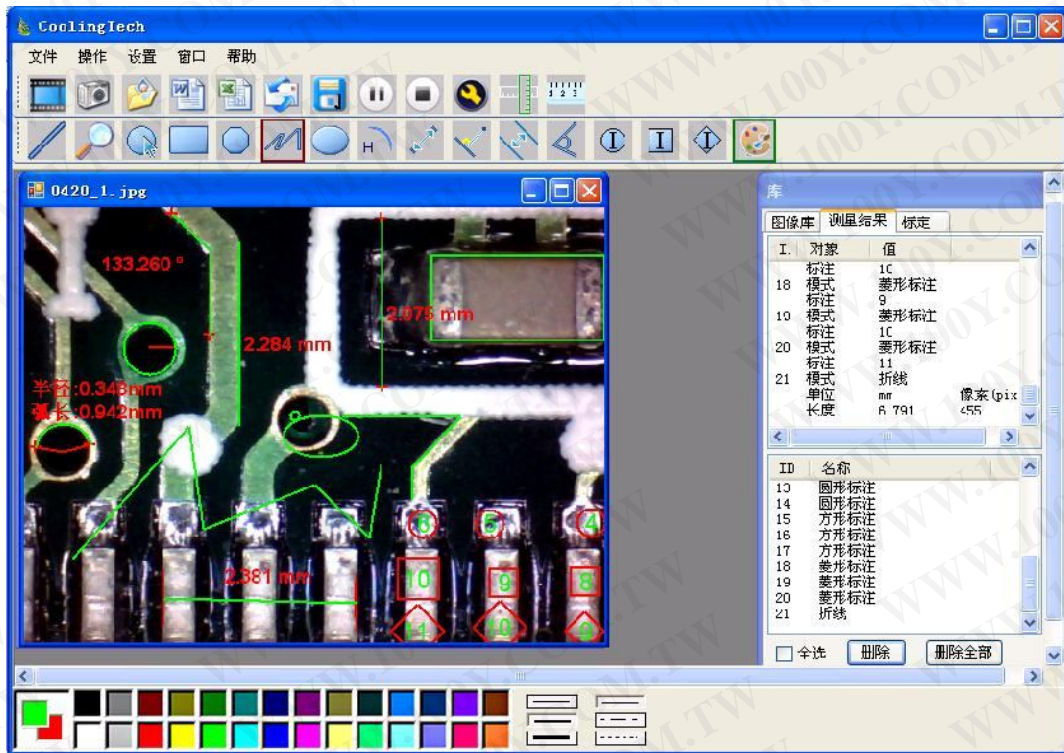 CoolingTech
文件 操作 设置 窗口 帮助
1 2 3
H
I I I
0420_1.jpg
133.260 °
2.284 mm
2.075 mm
半径:0.348mm
弧长:0.942mm
6 5 4
10 9 8
2.381 mm
11 10 9
库
图像库 测量结果 标定
I. 对象 值
标注 10
18 模式 菱形标注
标注 9
19 模式 菱形标注
标注 10
20 模式 菱形标注
标注 11
21 模式 折线
单位 mm 像素(pix
长度 6.791 455
ID 名称
13 圆形标注
14 圆形标注
15 方形标注
16 方形标注
17 方形标注
18 菱形标注
19 菱形标注
20 菱形标注
21 折线
全选 删除 删除全部
WWW.100Y.COM.TW